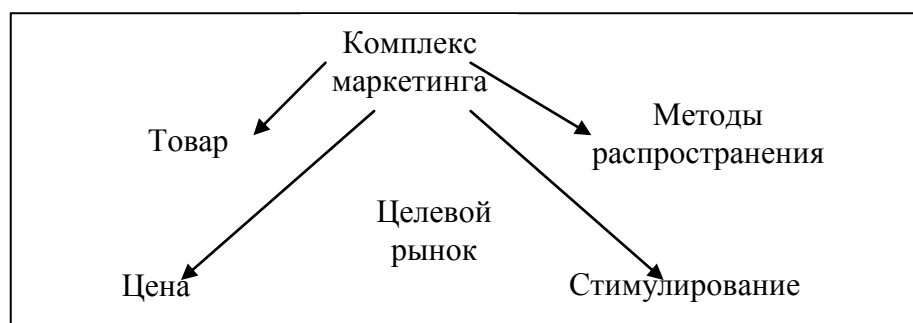 Комплекс
маркетинга
Товар
Методы
распространения
Целевой
рынок
Цена
Стимулирование